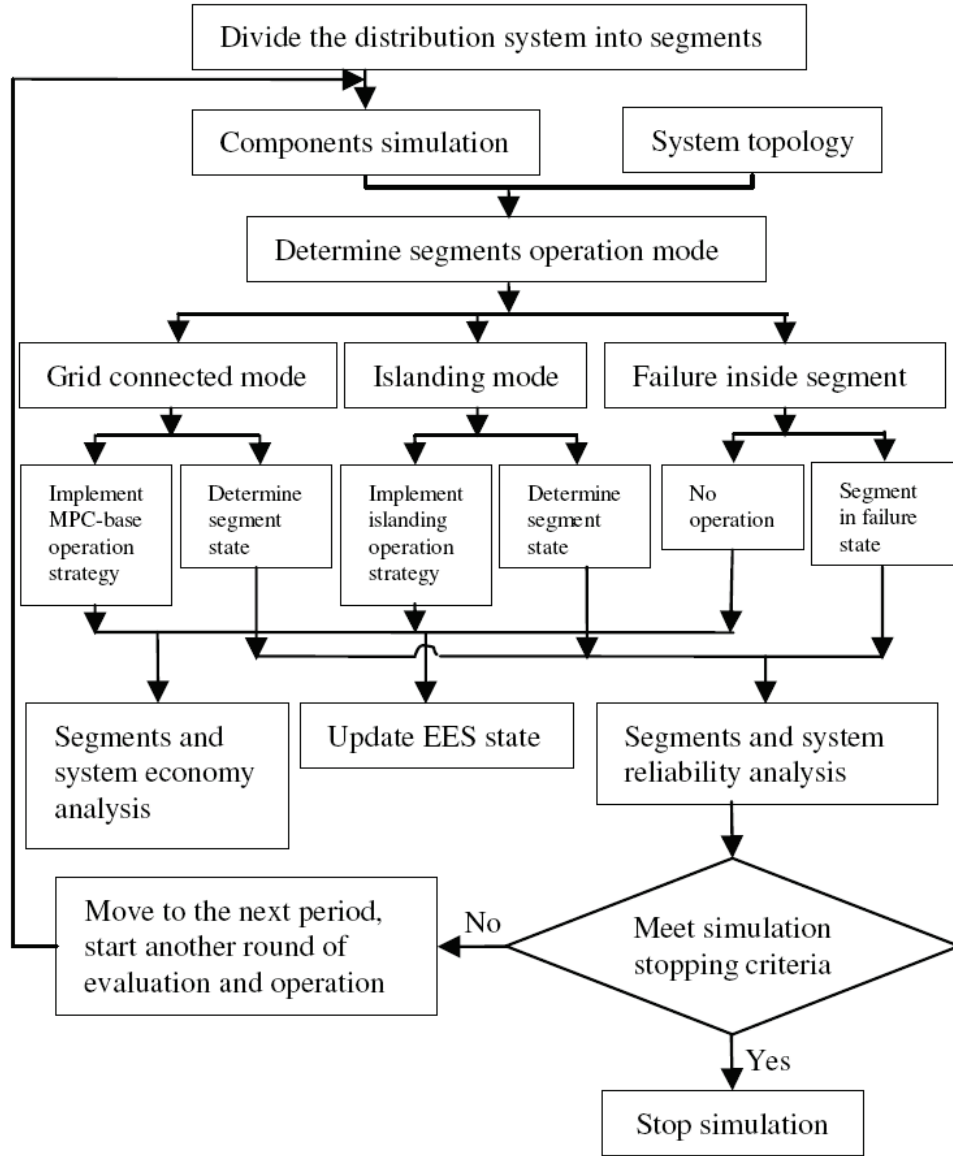 Divide the distribution system into segments
Components simulation
System topology
Determine segments operation mode
Grid connected mode
Islanding mode
Failure inside segment
Implement
MPC-base
operation
strategy
Determine
segment
state
Implement
islanding
operation
strategy
Determine
segment
state
No
operation
Segment
in failure
state
Segments and
system economy
analysis
Update EES state
Segments and system
reliability analysis
Move to the next period,
start another round of
evaluation and operation
No
Meet simulation
stopping criteria
Yes
Stop simulation